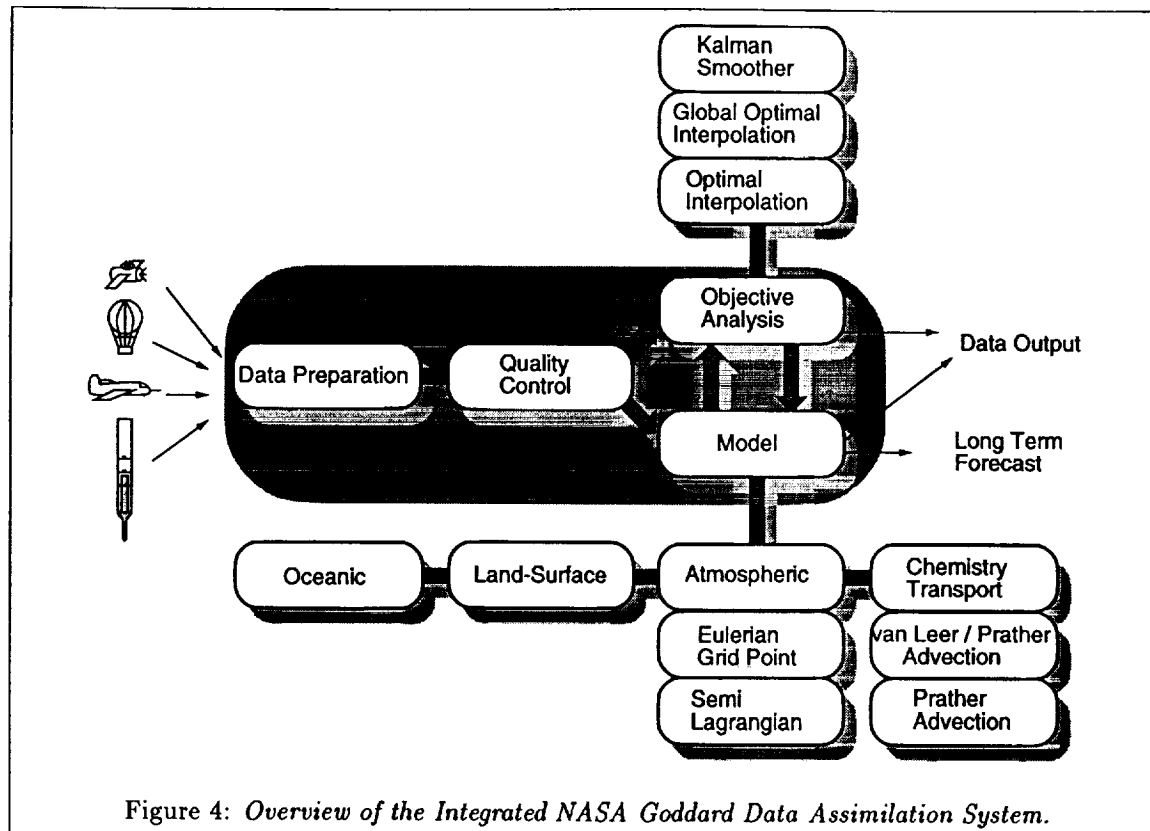 Kalman
Smoother
Global Optimal
Interpolation
Optimal
Interpolation
Objective
Analysis
Data Output
Data Preparation
Quality
Control
Model
Long Term
Forecast
Oceanic
Land-Surface
Atmospheric
Chemistry
Transport
Eulerian
Grid Point
van Leer / Prather
Advection
Semi
Lagrangian
Prather
Advection
Figure 4: Overview of the Integrated NASA Goddard Data Assimilation System.